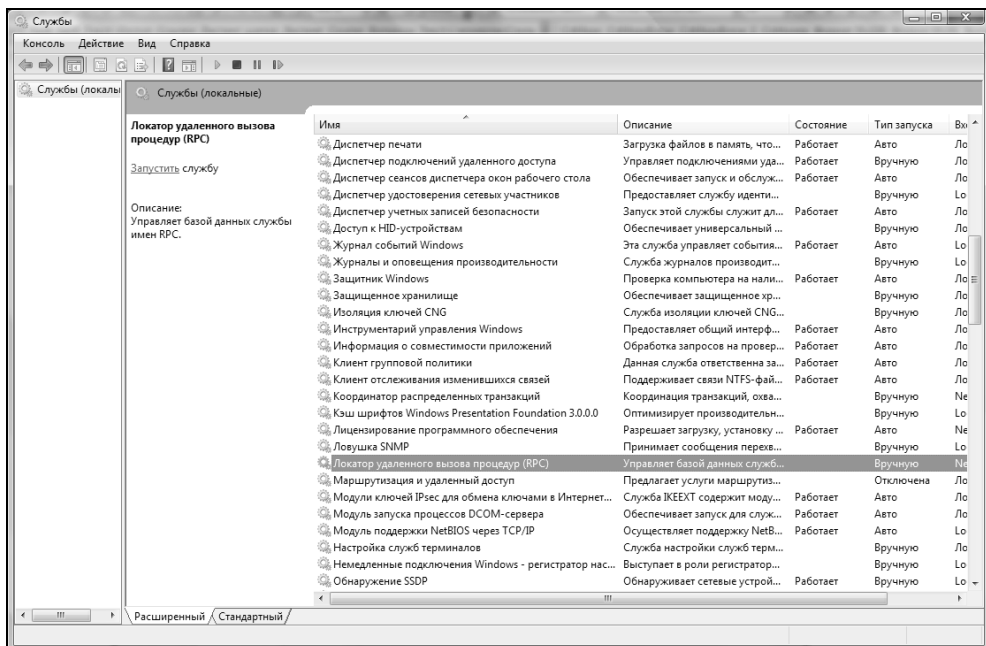 Службы
Консоль Действие Вид Справка
Службы (локалы
Службы (локальные)
Локатор удаленного вызова процедур (RPC)
Запустить службу
Описание:
Управляет базой данных службы имен RPC.
Имя Описание Состояние Тип запуска Вхо
Диспетчер печати Загрузка файлов в память, что... Работает Авто Ло
Диспетчер подключений удаленного доступа Управляет подключениями уда... Работает Вручную Ло
Диспетчер сеансов диспетчера окон рабочего стола Обеспечивает запуск и обслуж... Работает Авто Ло
Диспетчер удостоверения сетевых участников Предоставляет службу иденти... Вручную Lo
Диспетчер учетных записей безопасности Запуск этой службы служит дл... Работает Авто Ло
Доступ к HID-устройствам Обеспечивает универсальный ... Вручную Ло
Журнал событий Windows Эта служба управляет события... Работает Авто Lo
Журналы и оповещения производительности Служба журналов производит... Вручную Lo
Защитник Windows Проверка компьютера на нали... Работает Авто Ло
Защищенное хранилище Обеспечивает защищенное хр... Вручную Ло
Изоляция ключей CNG Служба изоляции ключей CNG... Вручную Ло
Инструментарий управления Windows Предоставляет общий интерф... Работает Авто Ло
Информация о совместимости приложений Обработка запросов на провер... Работает Авто Ло
Клиент групповой политики Данная служба ответственна за... Работает Авто Ло
Клиент отслеживания изменившихся связей Поддерживает связи NTFS-фай... Работает Авто Ло
Координатор распределенных транзакций Координация транзакций, охва... Вручную Ne
Кэш шрифтов Windows Presentation Foundation 3.0.0.0 Оптимизирует производительн... Вручную Lo
Лицензирование программного обеспечения Разрешает загрузку, установку ... Работает Авто Ne
Ловушка SNMP Принимает сообщения перехв... Вручную Lo
Локатор удаленного вызова процедур (RPC) Управляет базой данных служб... Вручную Ne
Маршрутизация и удаленный доступ Предлагает услуги маршрутиз... Отключена Ло
Модули ключей IPsec для обмена ключами в Интернет... Служба IKEEXT содержит моду... Работает Авто Ло
Модуль запуска процессов DCOM-сервера Обеспечивает запуск для служ... Работает Авто Ло
Модуль поддержки NetBIOS через TCP/IP Осуществляет поддержку NetB... Работает Авто Lo
Настройка служб терминалов Служба настройки служб терм... Вручную Ло
Немедленные подключения Windows - регистратор нас... Выступает в роли регистратор... Вручную Lo
Обнаружение SSDP Обнаруживает сетевые устрой... Работает Вручную Lo
Расширенный Стандартный